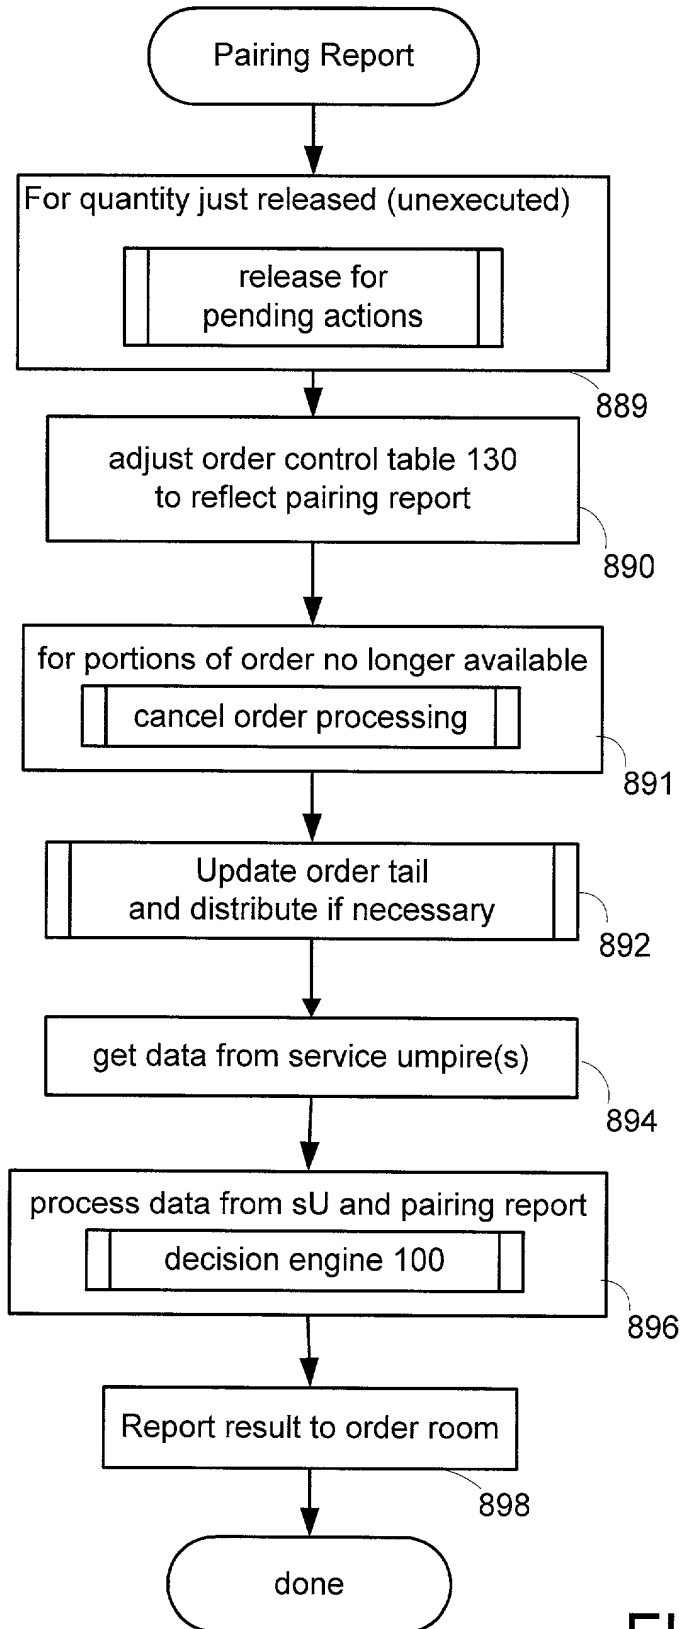 Pairing Report
For quantity just released (unexecuted)
release for
pending actions
889
adjust order control table 130
to reflect pairing report
890
for portions of order no longer available
cancel order processing
891
Update order tail
and distribute if necessary
892
get data from service umpire(s)
894
process data from sU and pairing report
decision engine 100
896
Report result to order room
898
done